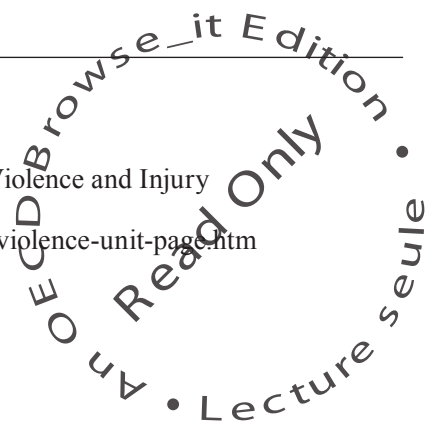 An OECD Browse_it Edition • Lecture seule •
Read Only
Violence and Injury
violence-unit-page.htm